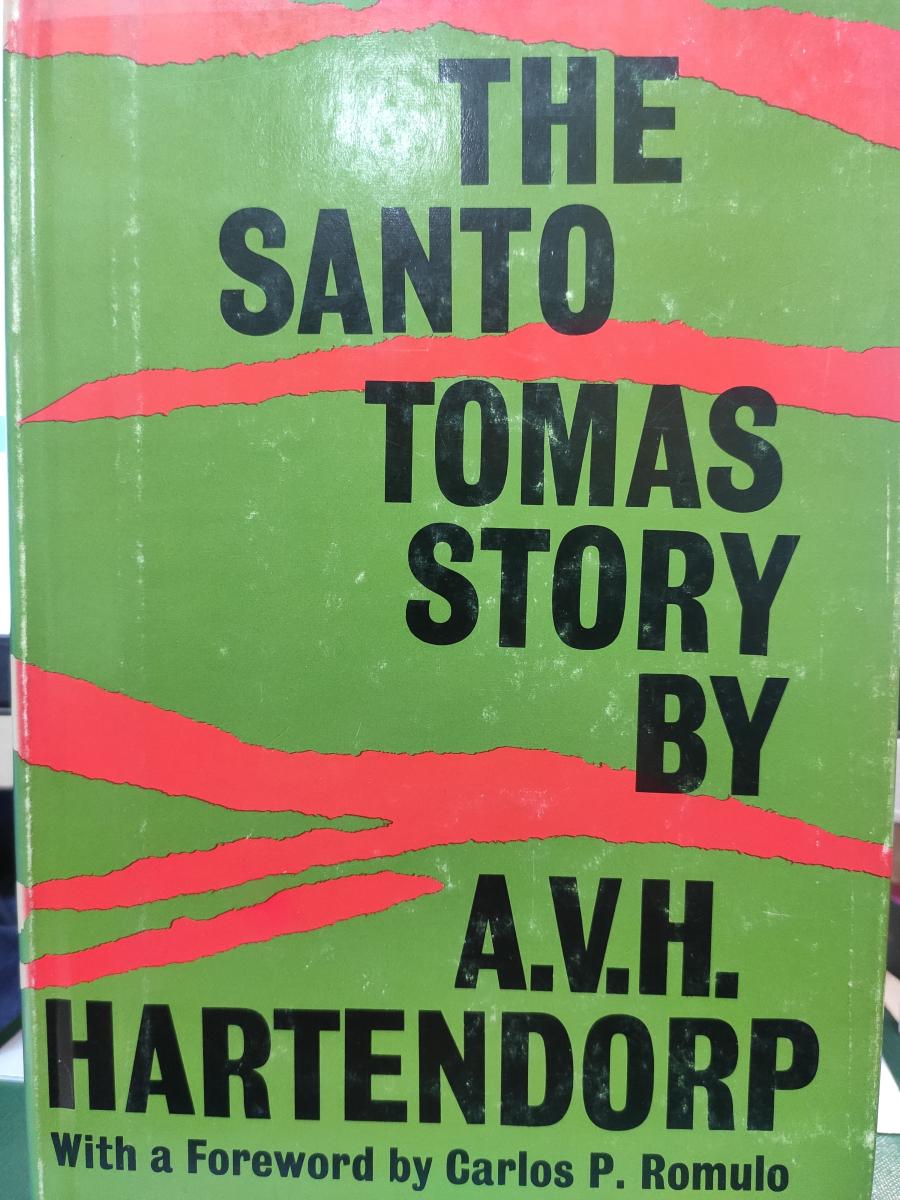 THE
SANTO
TOMAS
STORY
BY
A.V.H.
HARTENDORP
With a Foreword by Carlos P. Romulo